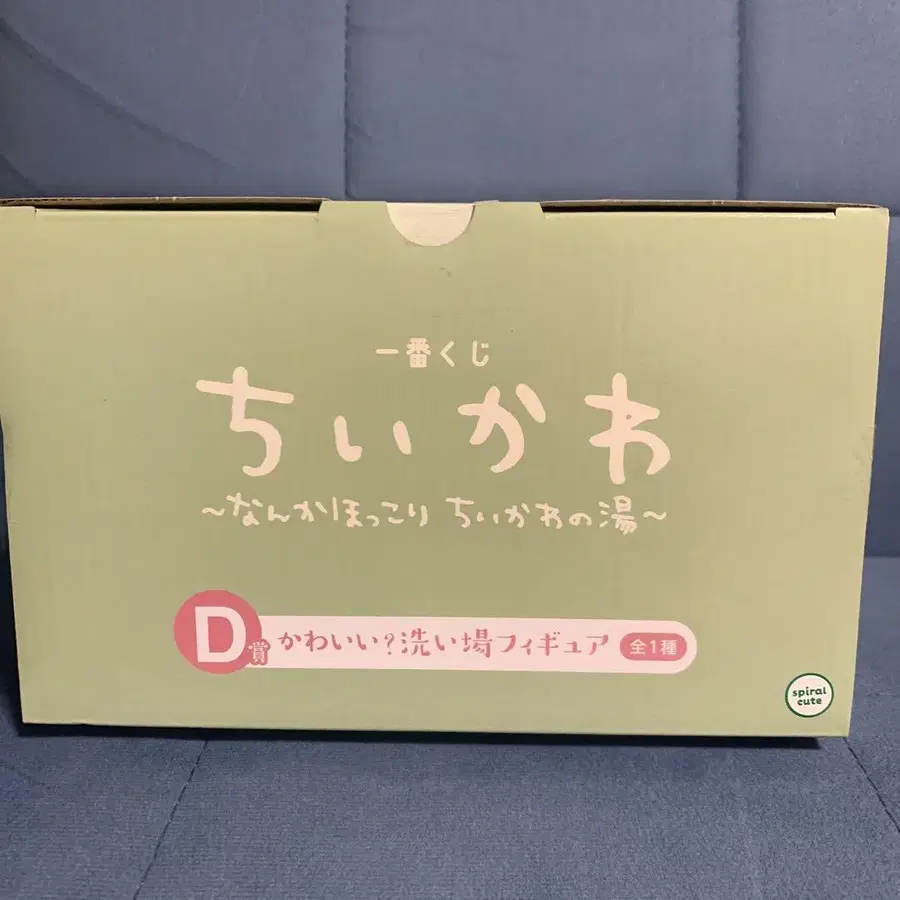 一番くじ
ちいかわ
～なんかほっこり ちいかわの湯～
D賞 かわいい?洗い場フィギュア 全1種
spiral
cute